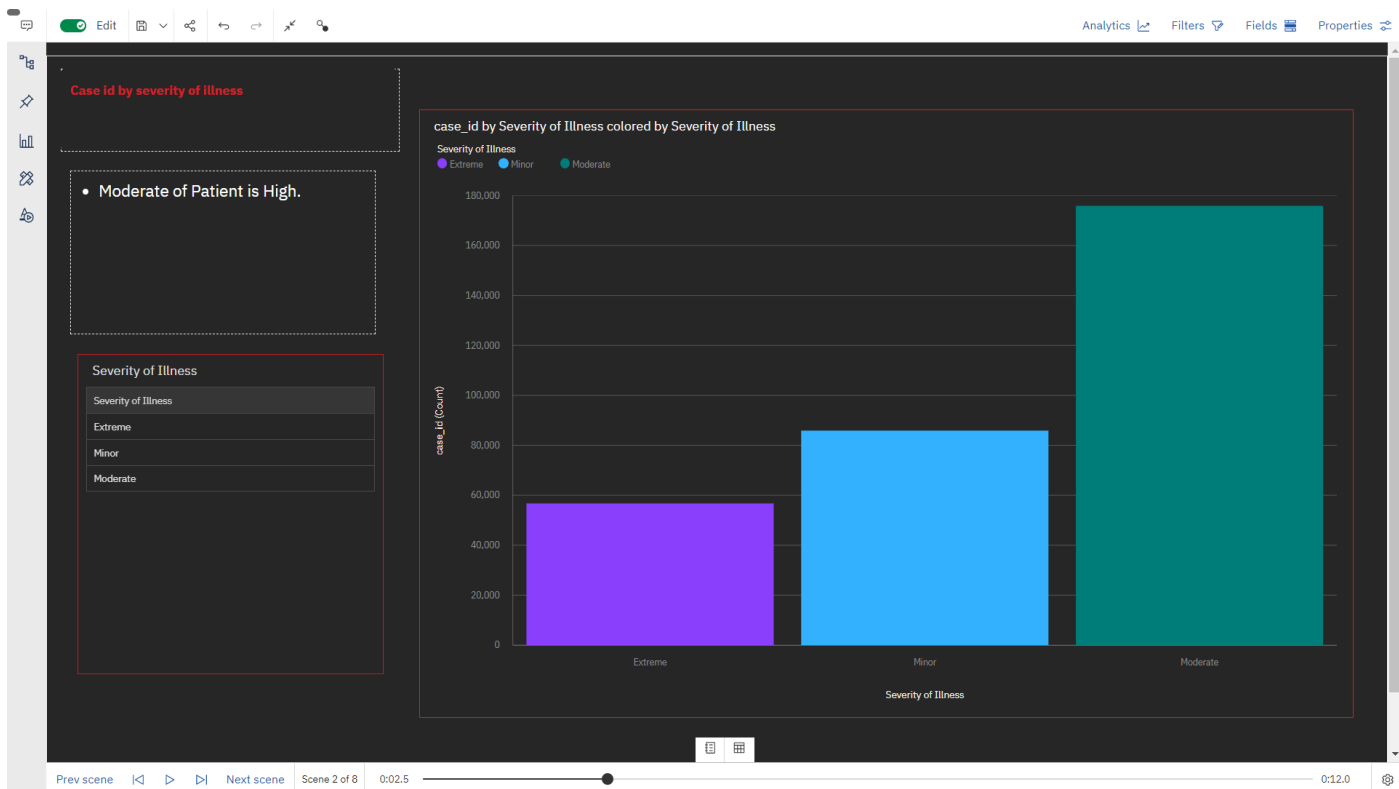 Edit
Analytics
Filters
Fields
Properties
Case id by severity of illness
• Moderate of Patient is High.
Severity of Illness
Severity of Illness
Extreme
Minor
Moderate
case_id by Severity of Illness colored by Severity of Illness
Severity of Illness
Extreme Minor Moderate
180,000
160,000
140,000
120,000
100,000
80,000
60,000
40,000
20,000
0
case_id (Count)
Extreme Minor Moderate
Severity of Illness
Prev scene Next scene Scene 2 of 8 0:02.5 0:12.0